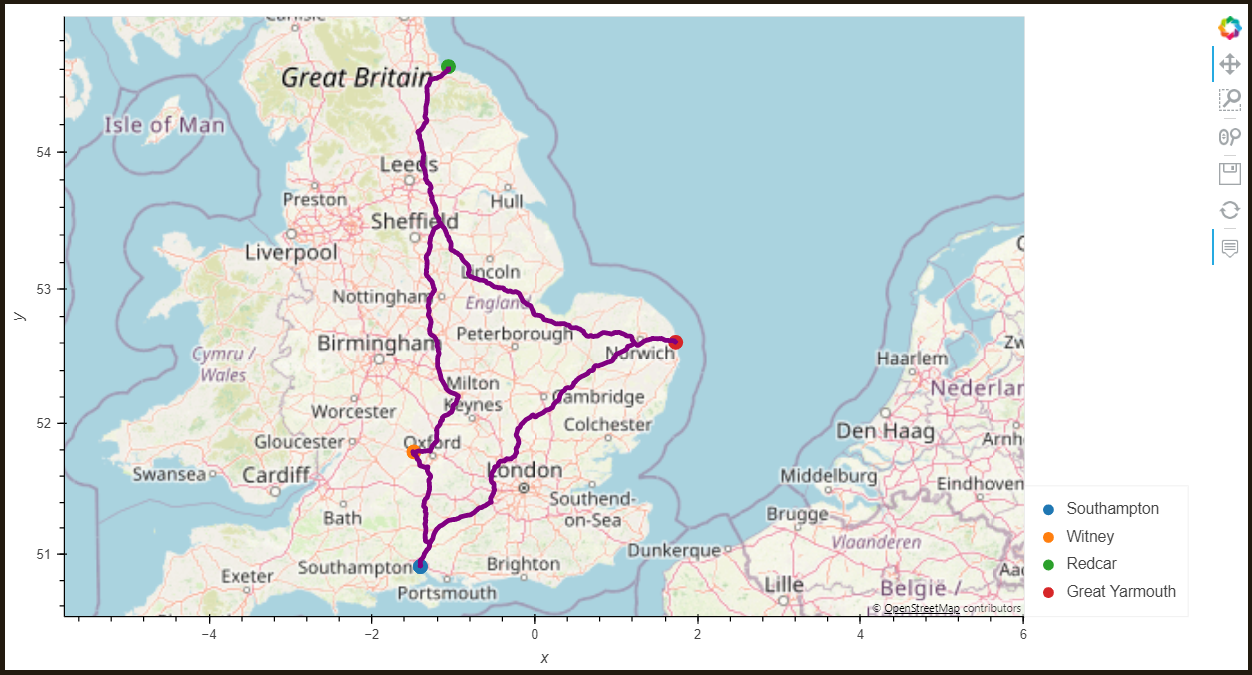 Great Britain
Isle of Man
54
Leeds
Preston
Hull
Sheffield
Liverpool
Lincoln
53
Nottingham
England
Peterborough
Birmingham
Norwich
Cymru /
Wales
Haarlem
Milton
Keynes
Cambridge
Nederlan
Worcester
52
Colchester
Den Haag
Gloucester
Oxford
Arnh
Swansea
Cardiff
London
Middelburg
Eindhoven
Southend-
on-Sea
Bath
Brugge
Vlaanderen
51
Dunkerque
Southampton
Brighton
Exeter
Portsmouth
Lille
België /
© OpenStreetMap contributors
y
−4
−2
0
2
4
6
x
Southampton
Witney
Redcar
Great Yarmouth